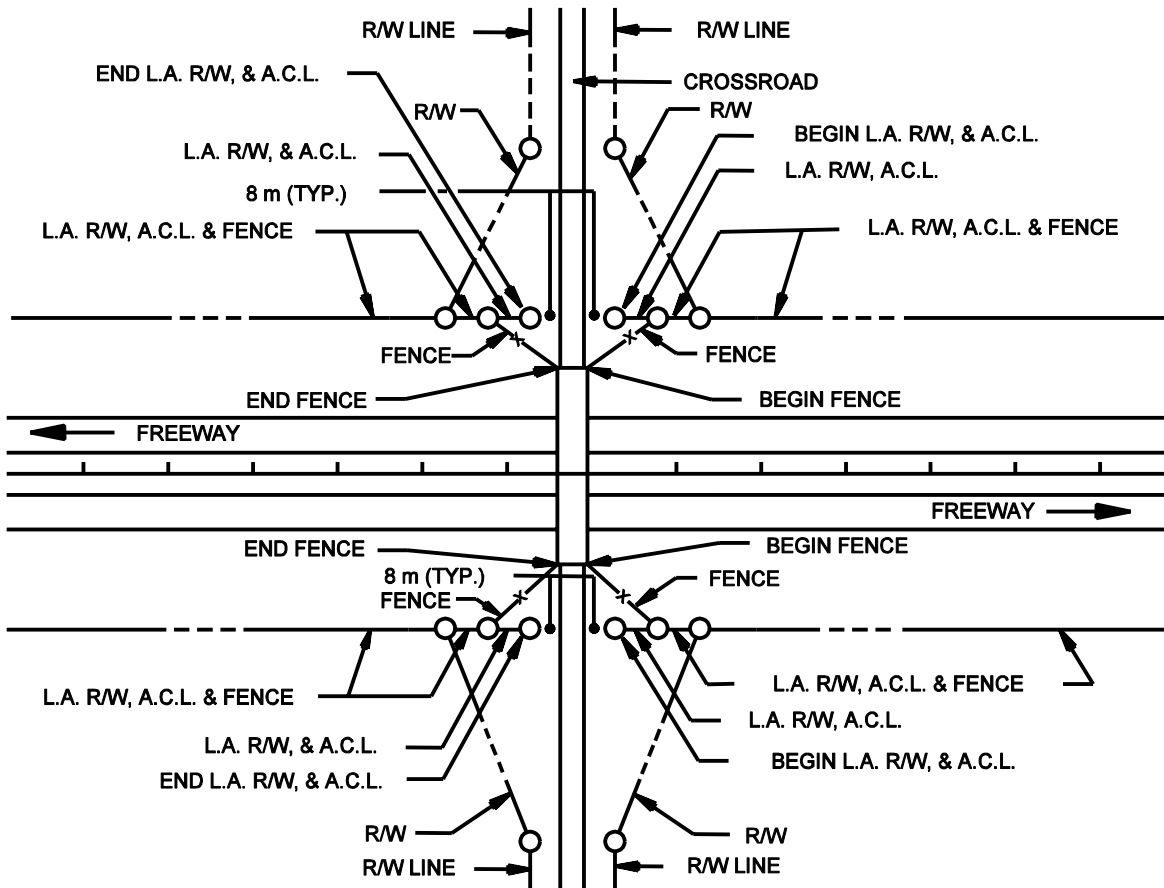 R/W LINE
R/W LINE
END L.A. R/W, & A.C.L.
CROSSROAD
R/W
R/W
BEGIN L.A. R/W, & A.C.L.
L.A. R/W, & A.C.L.
L.A. R/W, A.C.L.
8 m (TYP.)
L.A. R/W, A.C.L. & FENCE
L.A. R/W, A.C.L. & FENCE
FENCE
FENCE
END FENCE
BEGIN FENCE
FREEWAY
FREEWAY
END FENCE
BEGIN FENCE
8 m (TYP.)
FENCE
FENCE
L.A. R/W, A.C.L. & FENCE
L.A. R/W, A.C.L. & FENCE
L.A. R/W, A.C.L.
L.A. R/W, & A.C.L.
BEGIN L.A. R/W, & A.C.L.
END L.A. R/W, & A.C.L.
R/W
R/W
R/W LINE
R/W LINE